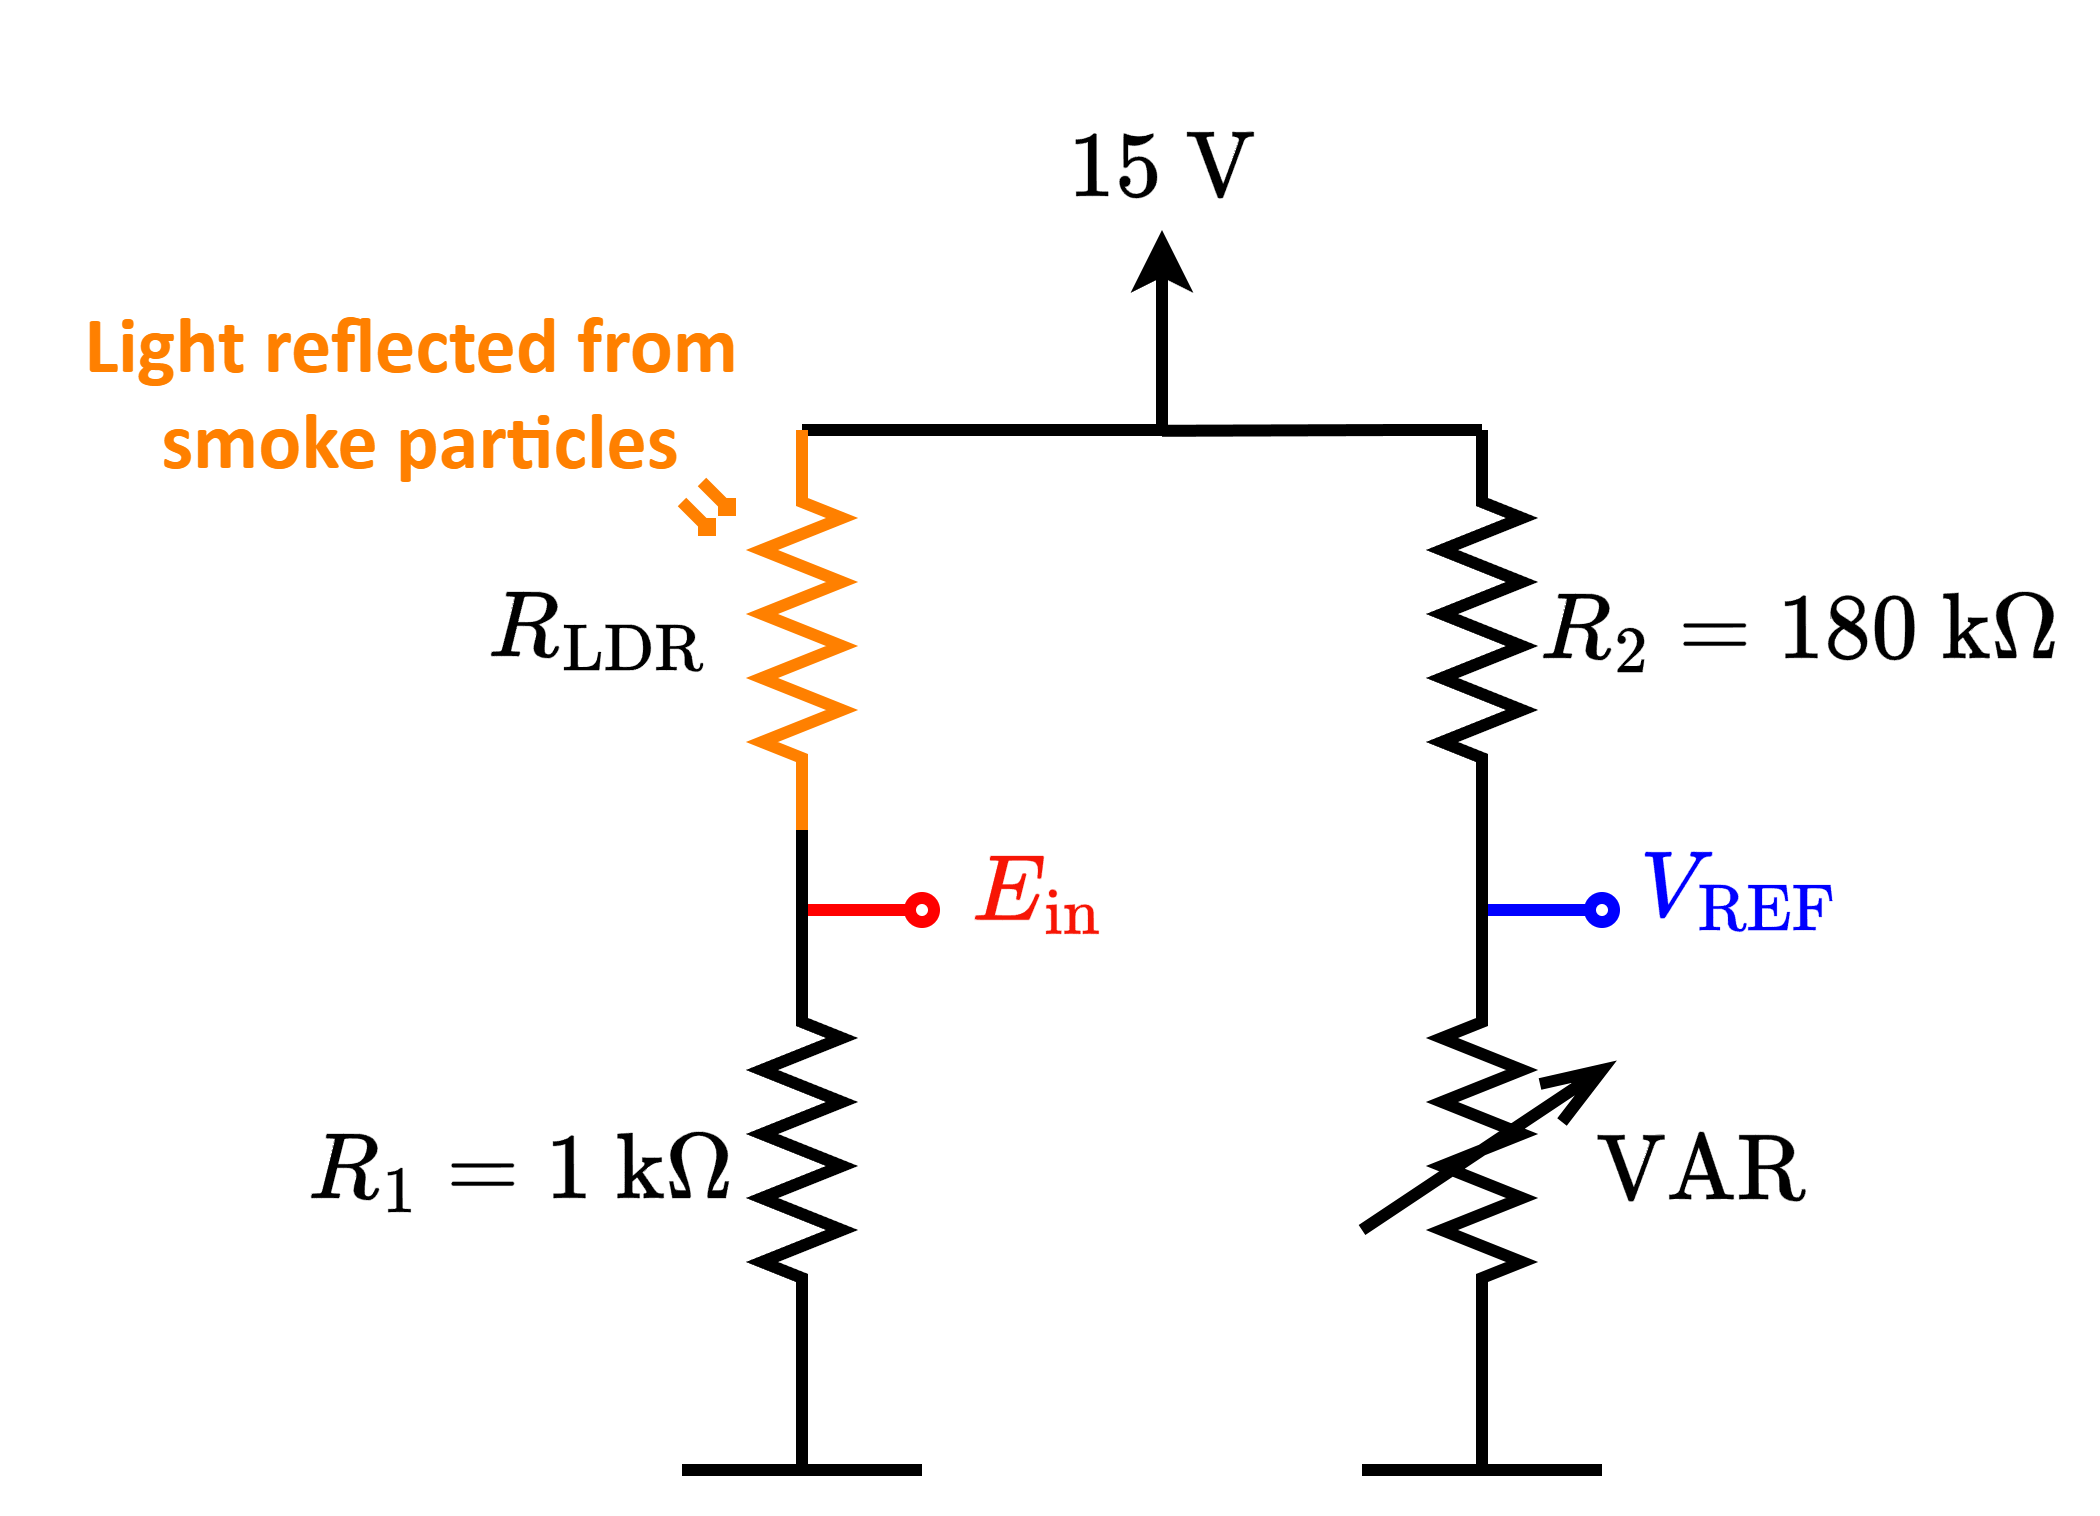 15 V
Light reflected from
smoke particles
R_LDR
R_2 = 180 kΩ
E_in
V_REF
R_1 = 1 kΩ
VAR